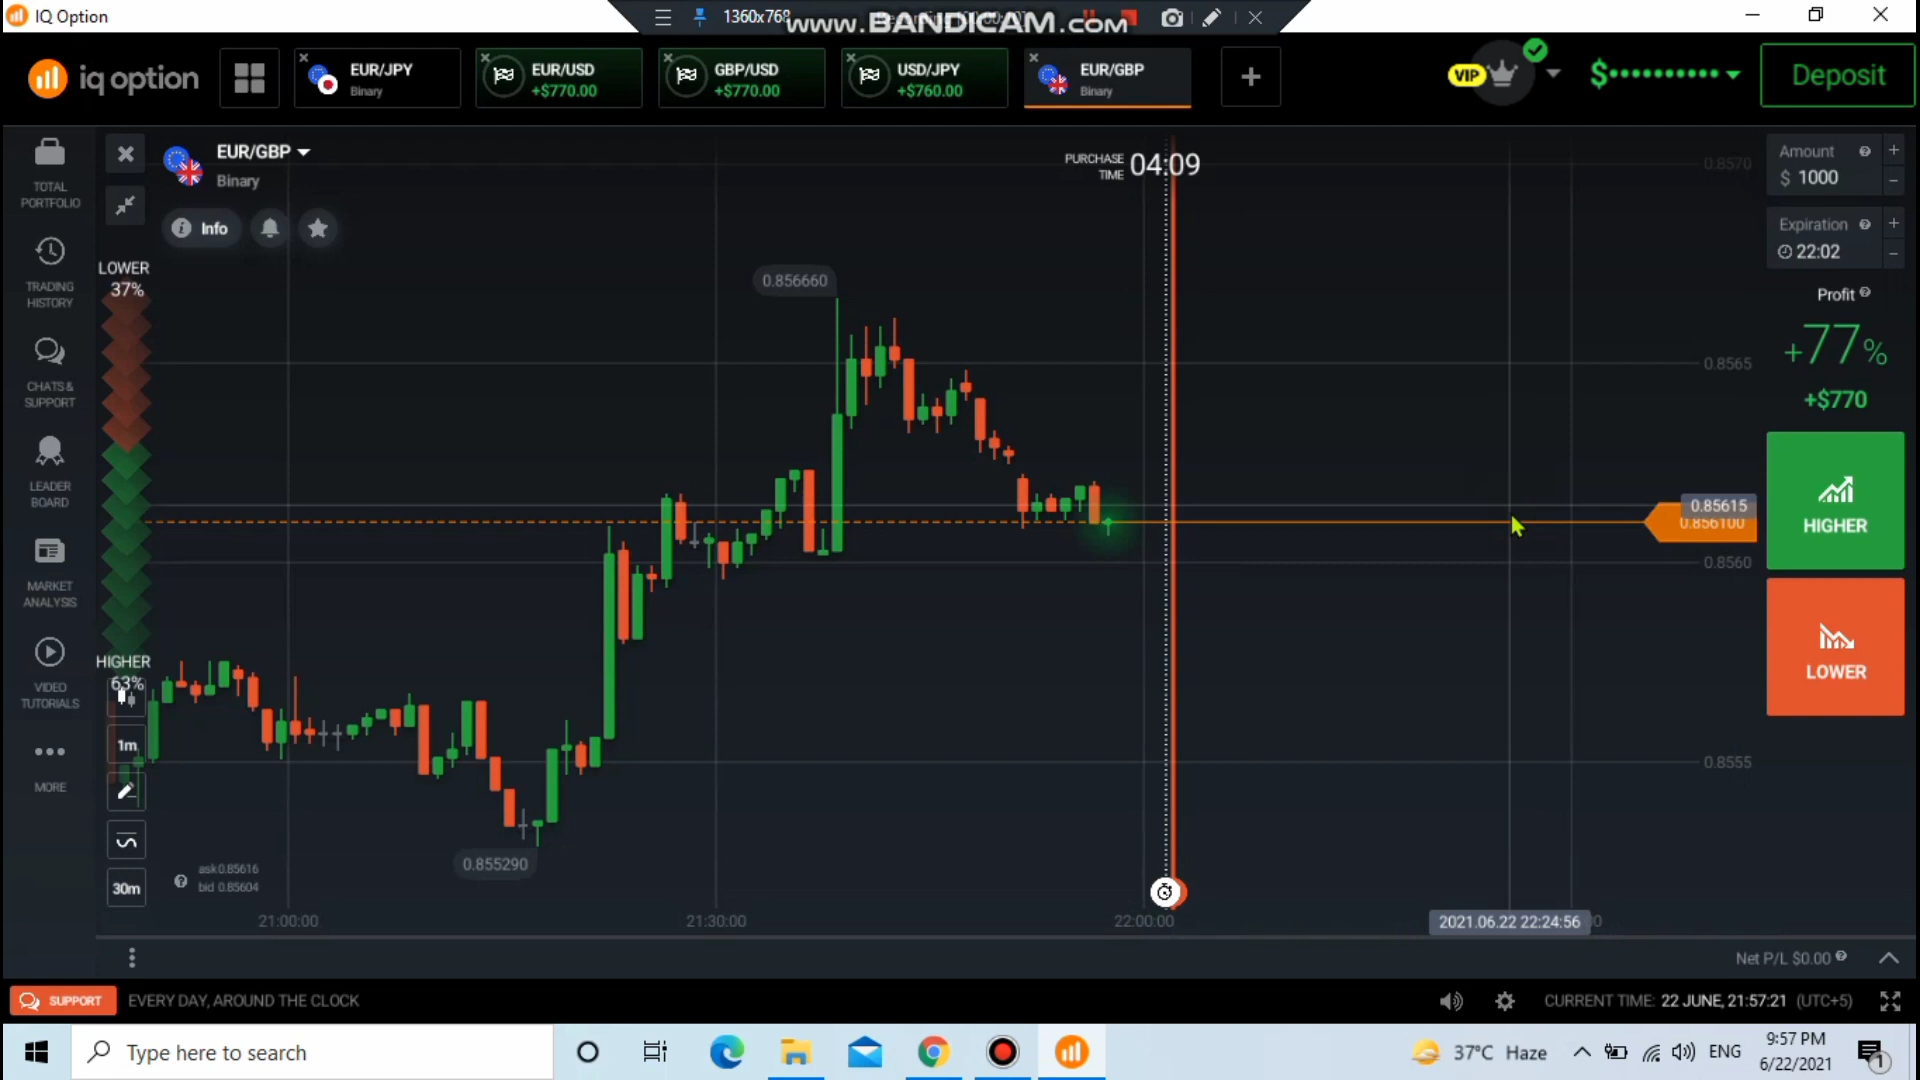 IQ Option
1360x768
www.BANDICAM.com
iq option
EUR/JPY
Binary
EUR/USD
+$770.00
GBP/USD
+$770.00
USD/JPY
+$760.00
EUR/GBP
Binary
VIP
Deposit
TOTAL
PORTFOLIO
TRADING
HISTORY
CHATS &
SUPPORT
LEADER
BOARD
MARKET
ANALYSIS
VIDEO
TUTORIALS
MORE
EUR/GBP
Binary
Info
LOWER
37%
HIGHER
63%
1m
30m
PURCHASE
TIME
04:09
0.856660
0.855290
ask 0.85616
bid 0.85604
0.8570
0.8565
0.85615
0.856100
0.8560
0.8555
21:00:00
21:30:00
22:00:00
2021.06.22 22:24:56
Amount
$ 1000
Expiration
22:02
Profit
+77%
+$770
HIGHER
LOWER
Net P/L $0.00
SUPPORT
EVERY DAY, AROUND THE CLOCK
CURRENT TIME: 22 JUNE, 21:57:21 (UTC+5)
Type here to search
37°C Haze
ENG
9:57 PM
6/22/2021
1